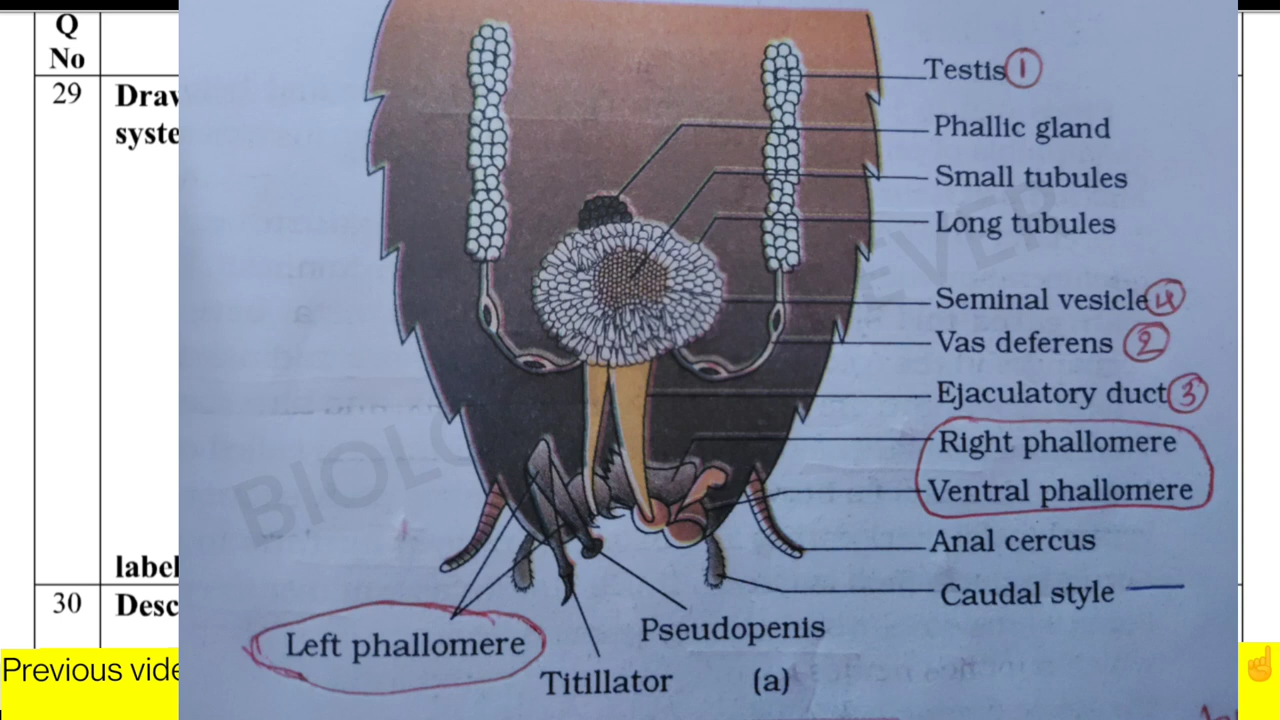 Q
No
29
Draw
syste
label
30
Desc
Previous vide
Testis 1
Phallic gland
Small tubules
Long tubules
Seminal vesicle 4
Vas deferens 2
Ejaculatory duct 3
Right phallomere
Ventral phallomere
Anal cercus
Caudal style
Left phallomere
Pseudopenis
Titillator
(a)